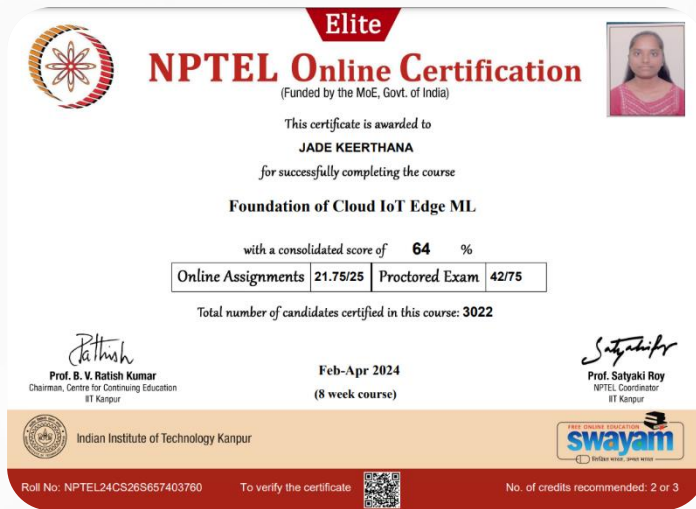 Elite
NPTEL Online Certification
(Funded by the MoE, Govt. of India)
This certificate is awarded to
JADE KEERTHANA
for successfully completing the course
Foundation of Cloud IoT Edge ML
with a consolidated score of 64 %
Online Assignments 21.75/25 Proctored Exam 42/75
Total number of candidates certified in this course: 3022
Prof. B. V. Ratish Kumar
Chairman, Centre for Continuing Education
IIT Kanpur
Feb-Apr 2024
(8 week course)
Prof. Satyaki Roy
NPTEL Coordinator
IIT Kanpur
Indian Institute of Technology Kanpur
FREE ONLINE EDUCATION
swayam
Roll No: NPTEL24CS26S657403760
To verify the certificate
No. of credits recommended: 2 or 3